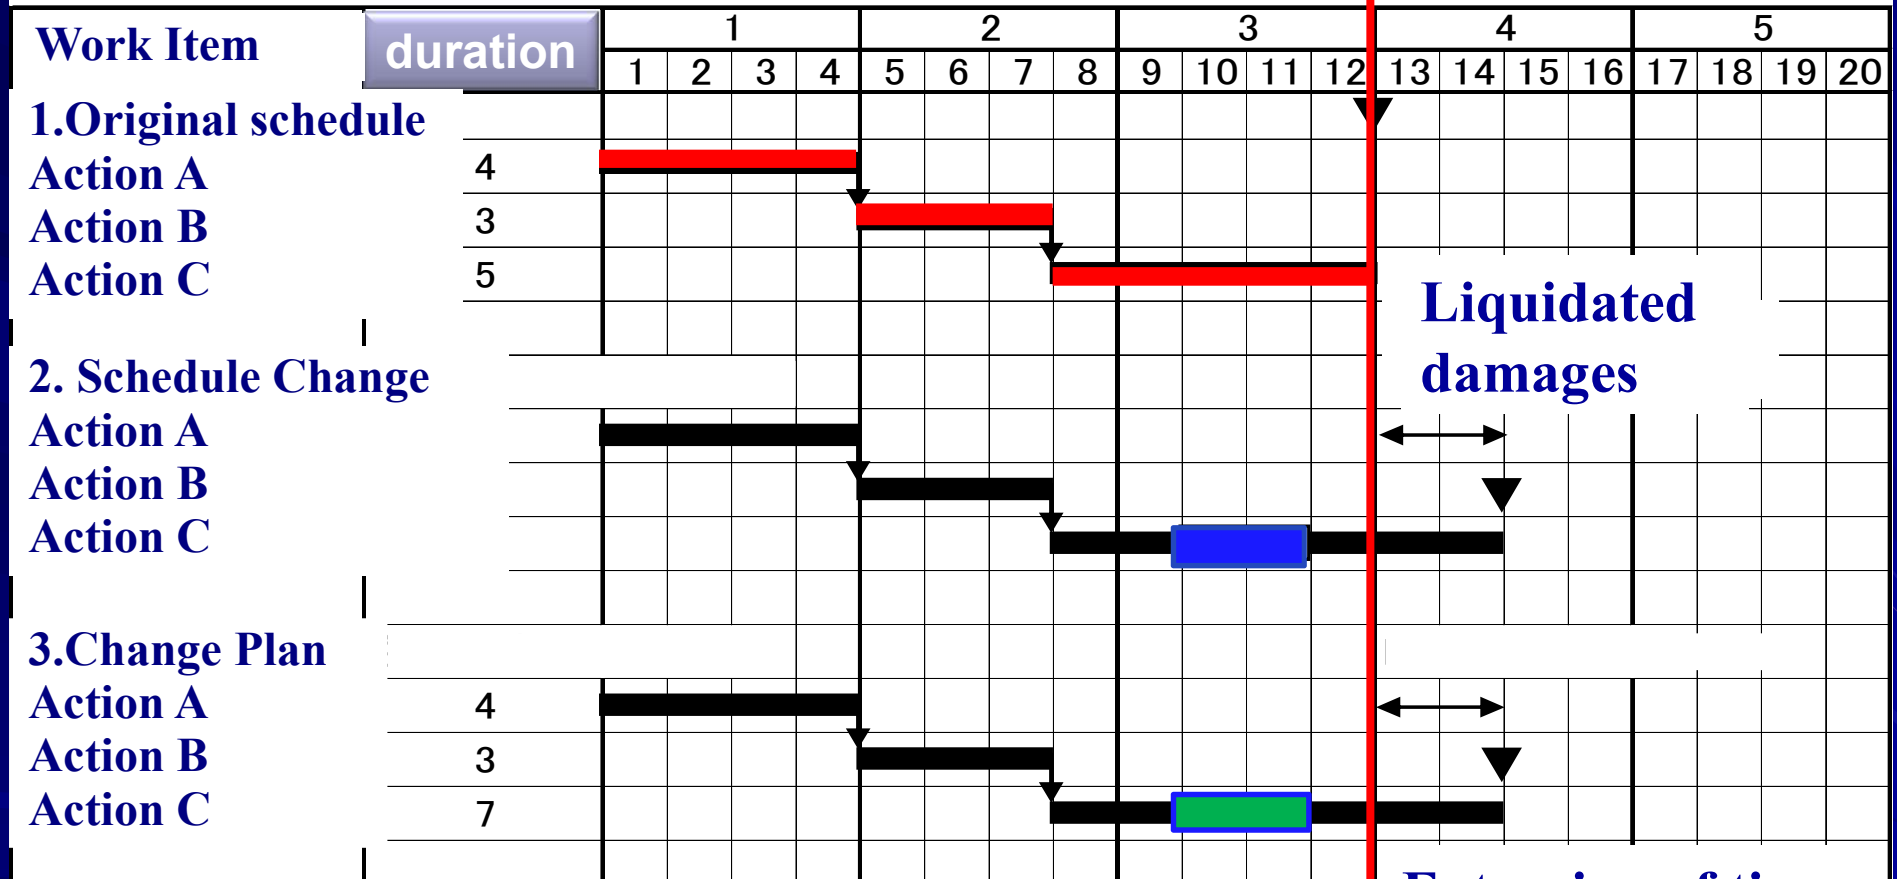 Work Item duration 1 2 3 4 5
1 2 3 4 5 6 7 8 9 10 11 12 13 14 15 16 17 18 19 20
1.Original schedule
Action A 4
Action B 3
Action C 5
Liquidated
damages
2. Schedule Change
Action A
Action B
Action C
3.Change Plan
Action A 4
Action B 3
Action C 7